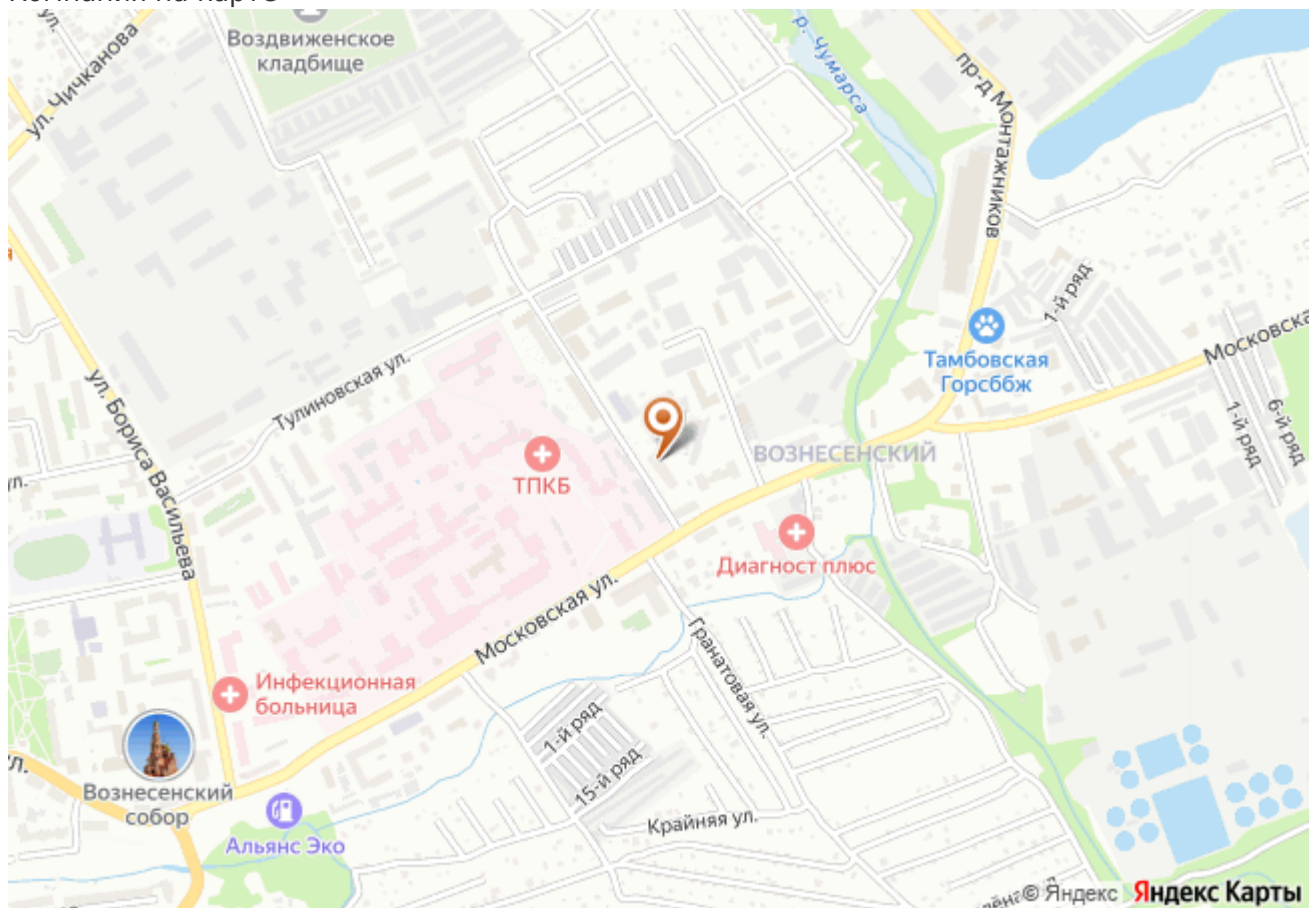 ул. Чичканова
Воздвиженское
кладбище
р. Чумарса
пр-д Монтажников
1-й ряд
Тамбовская
Горсббж
Московска
1-й ряд
6-й ряд
Тулиновская ул.
ул. Бориса Васильева
ТПКБ
ВОЗНЕСЕНСКИЙ
Диагност плюс
Московская ул.
Гранатовая ул.
Инфекционная
больница
1-й ряд
15-й ряд
Вознесенский
собор
Альянс Эко
Крайняя ул.
© Яндекс Яндекс Карты